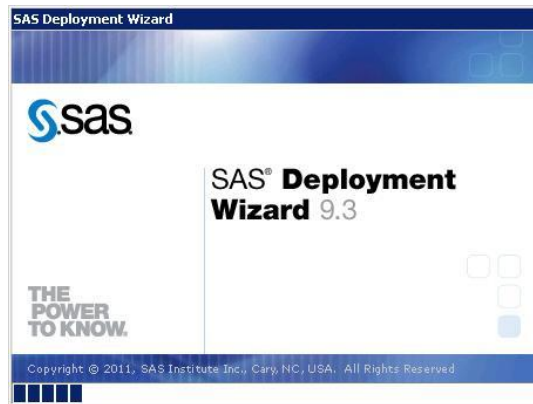 SAS Deployment Wizard
sas
SAS® Deployment
Wizard 9.3
THE
POWER
TO KNOW.
Copyright © 2011, SAS Institute Inc., Cary, NC, USA. All Rights Reserved